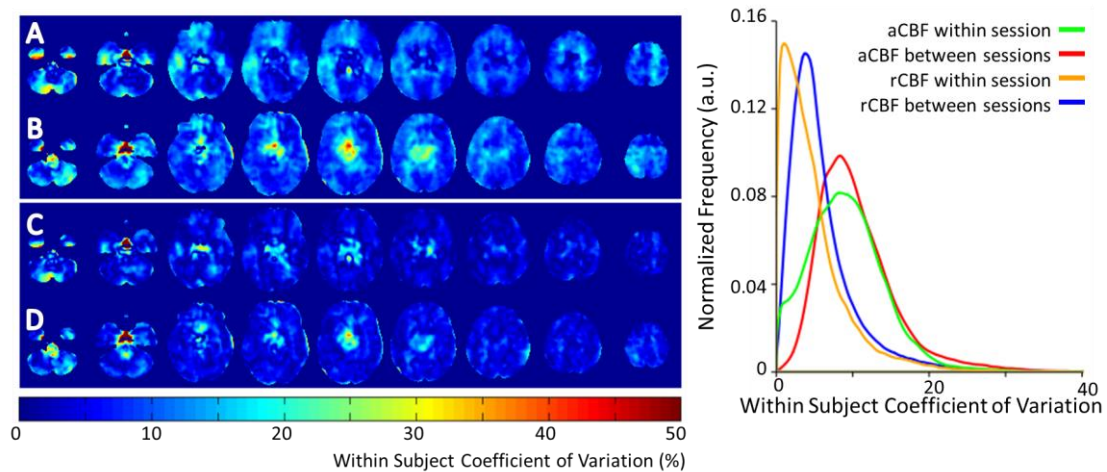 A
B
C
D
0 10 20 30 40 50
Within Subject Coefficient of Variation (%)
Normalized Frequency (a.u.)
0.16
0.12
0.08
0.04
0
0 20 40
Within Subject Coefficient of Variation
aCBF within session
aCBF between sessions
rCBF within session
rCBF between sessions